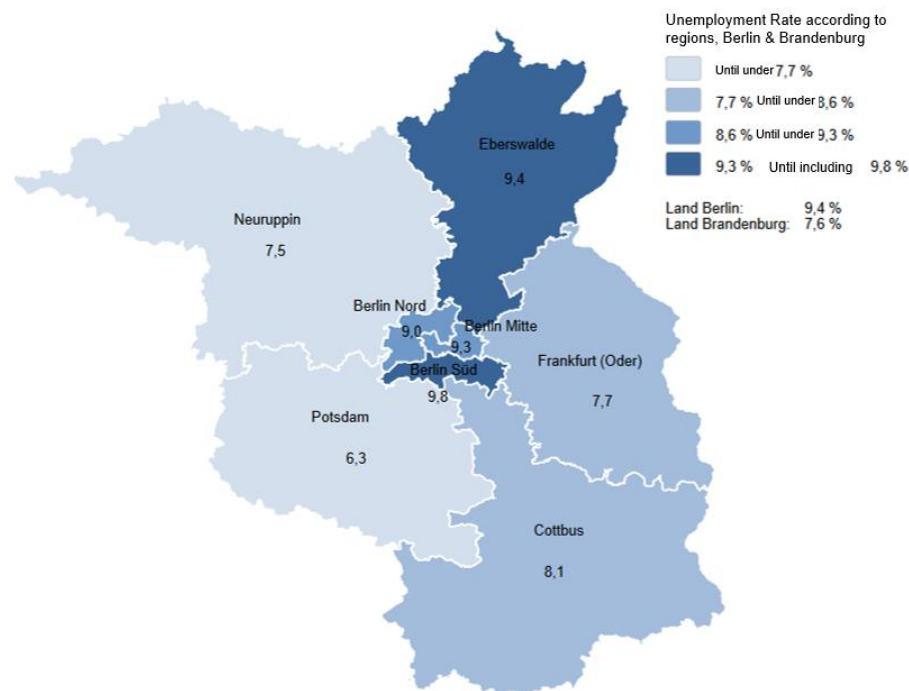 Unemployment Rate according to
regions, Berlin & Brandenburg
Until under 7,7 %
7,7 % Until under 8,6 %
8,6 % Until under 9,3 %
9,3 % Until including 9,8 %
Land Berlin: 9,4 %
Land Brandenburg: 7,6 %
Eberswalde
9,4
Neuruppin
7,5
Berlin Nord
9,0
Berlin Mitte
9,3
Berlin Süd
9,8
Frankfurt (Oder)
7,7
Potsdam
6,3
Cottbus
8,1